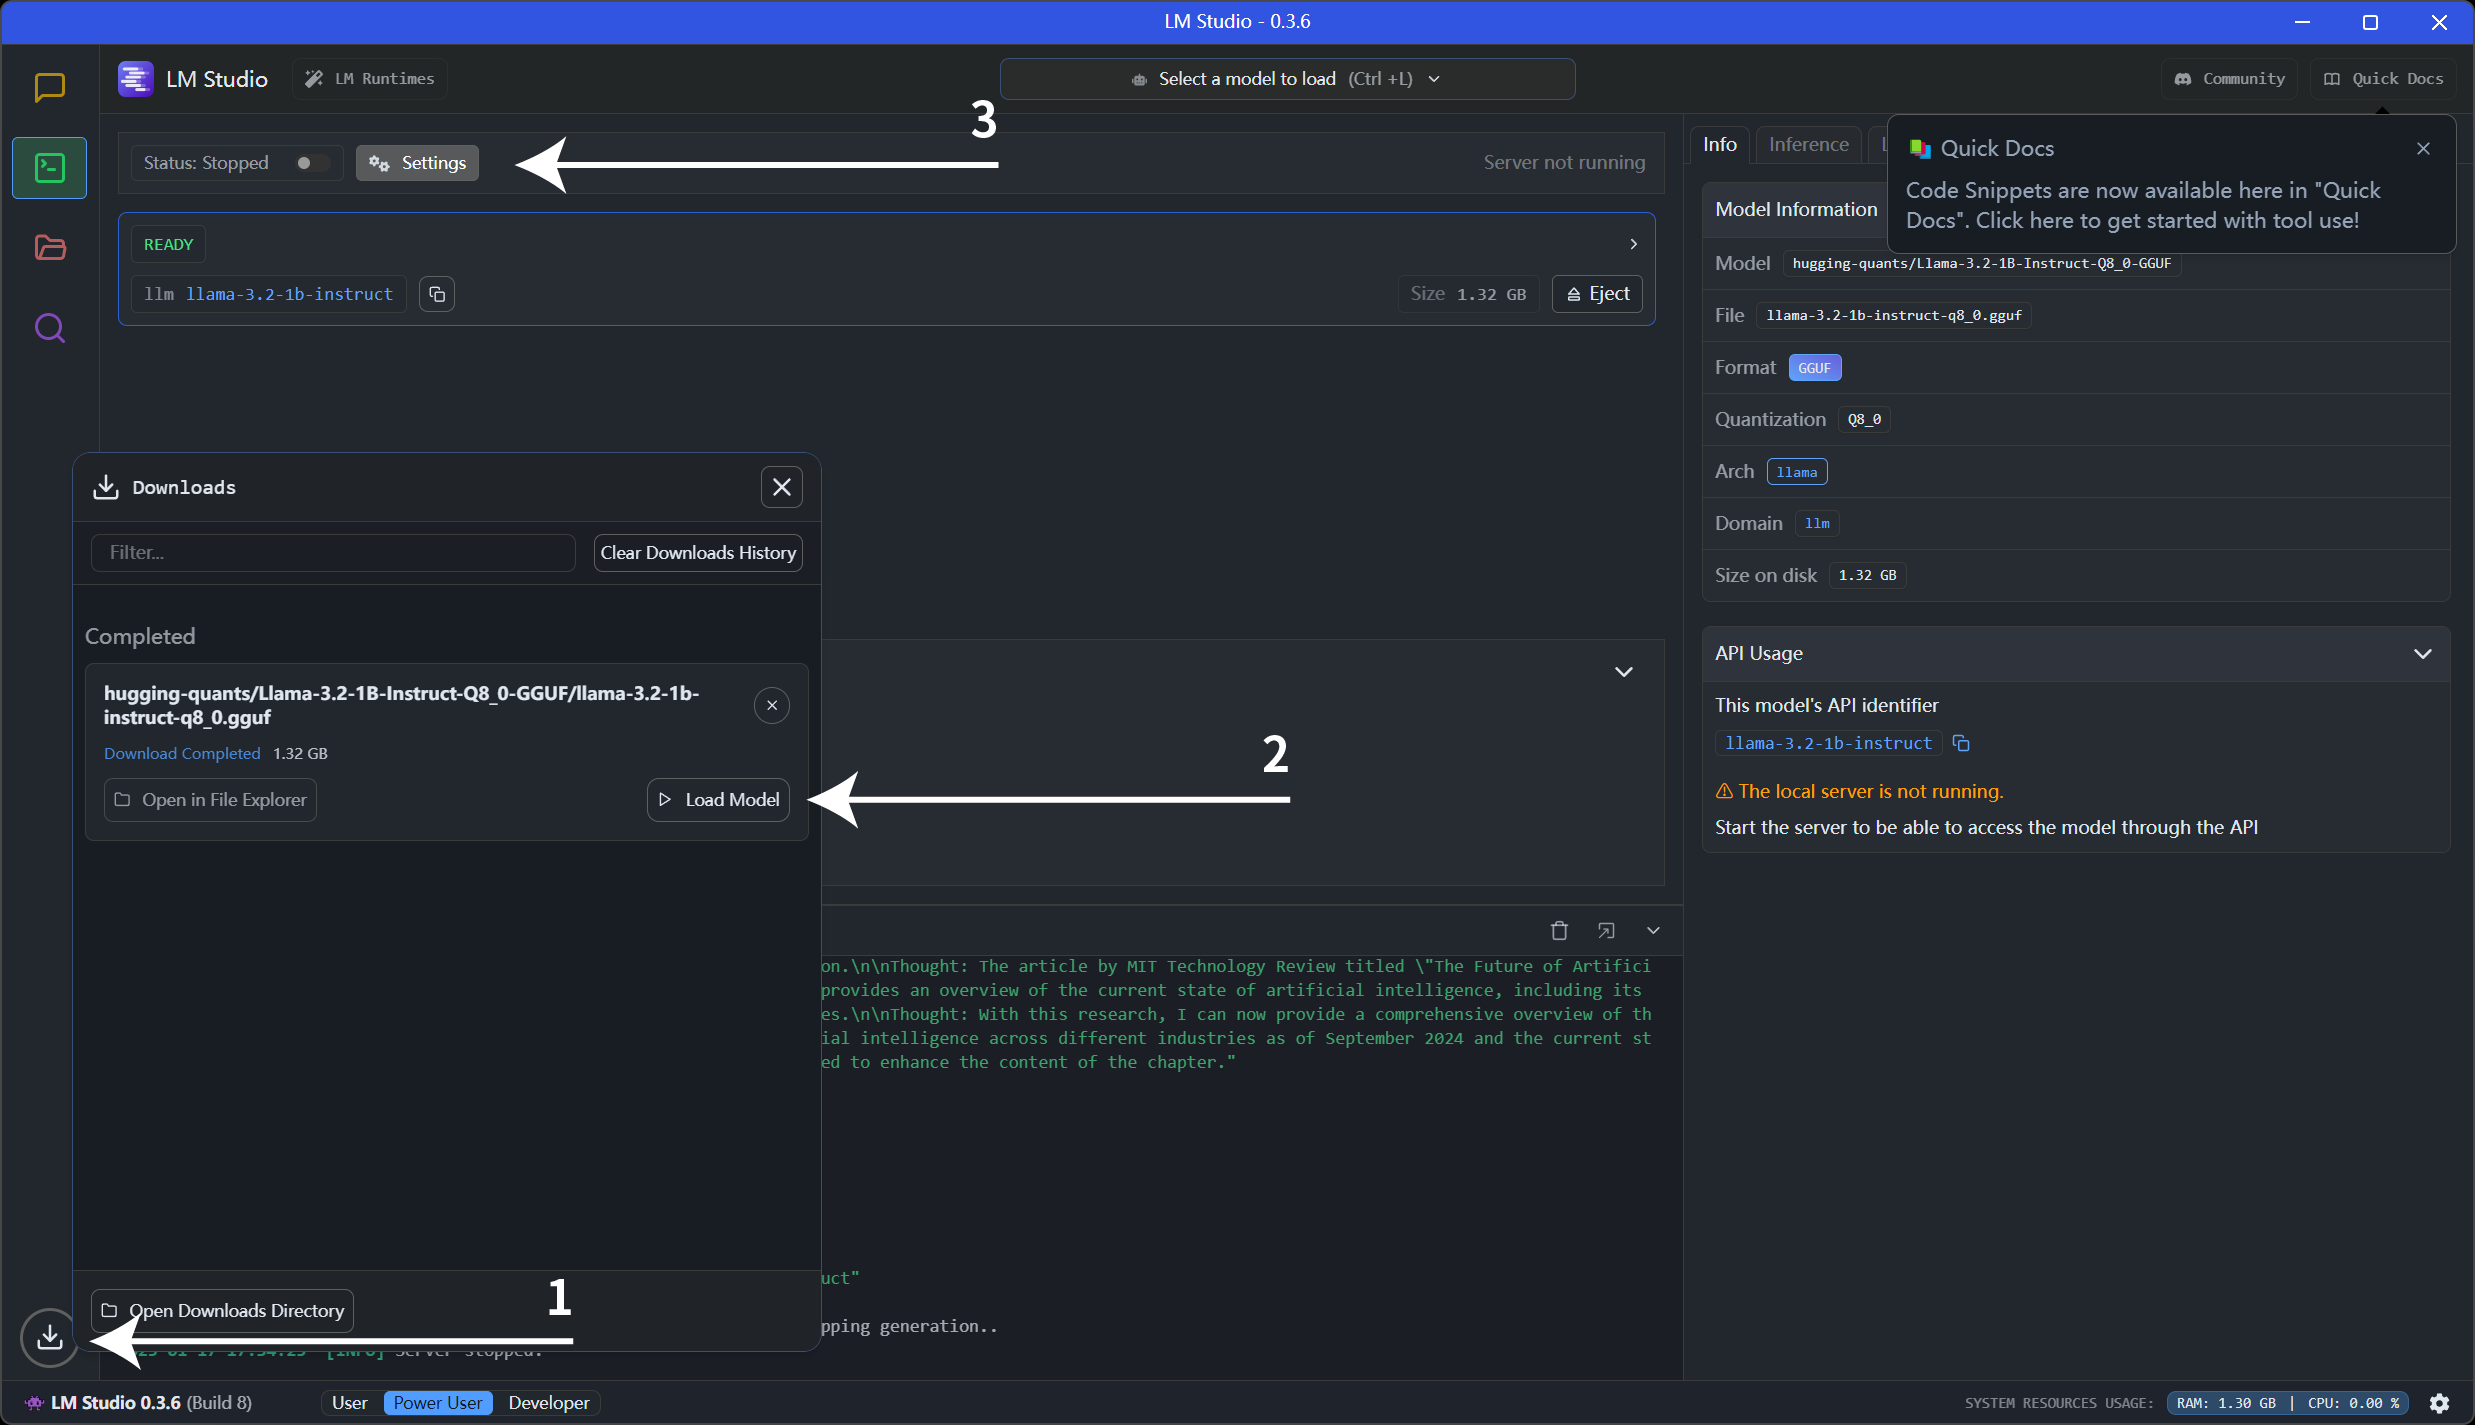 LM Studio - 0.3.6
LM Studio
LM Runtimes
Select a model to load (Ctrl +L)
Community
Quick Docs
3
Status: Stopped
Settings
Server not running
Info
Inference
Quick Docs
Code Snippets are now available here in "Quick
Docs". Click here to get started with tool use!
READY
llm llama-3.2-1b-instruct
Size 1.32 GB
Eject
Model Information
Model hugging-quants/Llama-3.2-1B-Instruct-Q8_0-GGUF
File llama-3.2-1b-instruct-q8_0.gguf
Format GGUF
Quantization Q8_0
Arch llama
Domain llm
Size on disk 1.32 GB
API Usage
This model's API identifier
llama-3.2-1b-instruct
The local server is not running.
Start the server to be able to access the model through the API
Downloads
Filter...
Clear Downloads History
Completed
hugging-quants/Llama-3.2-1B-Instruct-Q8_0-GGUF/llama-3.2-1b-
instruct-q8_0.gguf
Download Completed 1.32 GB
Open in File Explorer
Load Model
2
on.\n\nThought: The article by MIT Technology Review titled \"The Future of Artifici
provides an overview of the current state of artificial intelligence, including its
es.\n\nThought: With this research, I can now provide a comprehensive overview of th
ial intelligence across different industries as of September 2024 and the current st
ed to enhance the content of the chapter."
uct"
pping generation..
1
Open Downloads Directory
[INFO] Server stopped.
LM Studio 0.3.6 (Build 8)
User
Power User
Developer
SYSTEM RESOURCES USAGE:
RAM: 1.30 GB | CPU: 0.00 %